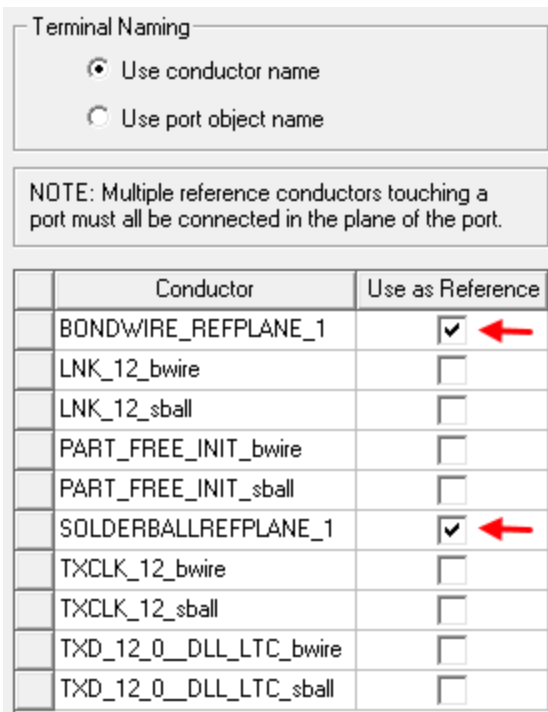 Terminal Naming
Use conductor name
Use port object name
NOTE: Multiple reference conductors touching a
port must all be connected in the plane of the port.
Conductor Use as Reference
BONDWIRE_REFPLANE_1
LNK_12_bwire
LNK_12_sball
PART_FREE_INIT_bwire
PART_FREE_INIT_sball
SOLDERBALLREFPLANE_1
TXCLK_12_bwire
TXCLK_12_sball
TXD_12_0__DLL_LTC_bwire
TXD_12_0__DLL_LTC_sball